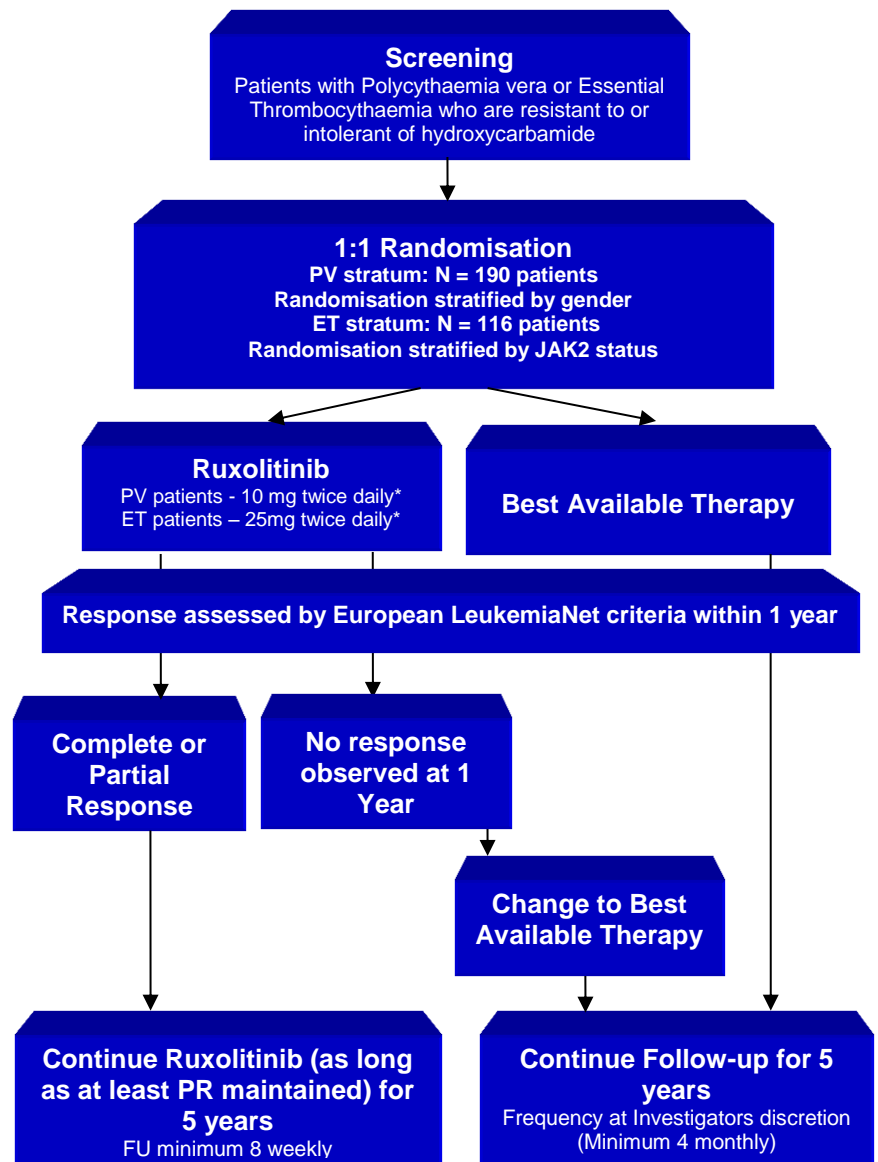 Screening
Patients with Polycythaemia vera or Essential
Thrombocythaemia who are resistant to or
intolerant of hydroxycarbamide
1:1 Randomisation
PV stratum: N = 190 patients
Randomisation stratified by gender
ET stratum: N = 116 patients
Randomisation stratified by JAK2 status
Ruxolitinib
PV patients - 10 mg twice daily*
ET patients – 25mg twice daily*
Best Available Therapy
Response assessed by European LeukemiaNet criteria within 1 year
Complete or
Partial
Response
No response
observed at 1
Year
Change to Best
Available Therapy
Continue Ruxolitinib (as long
as at least PR maintained) for
5 years
FU minimum 8 weekly
Continue Follow-up for 5
years
Frequency at Investigators discretion
(Minimum 4 monthly)